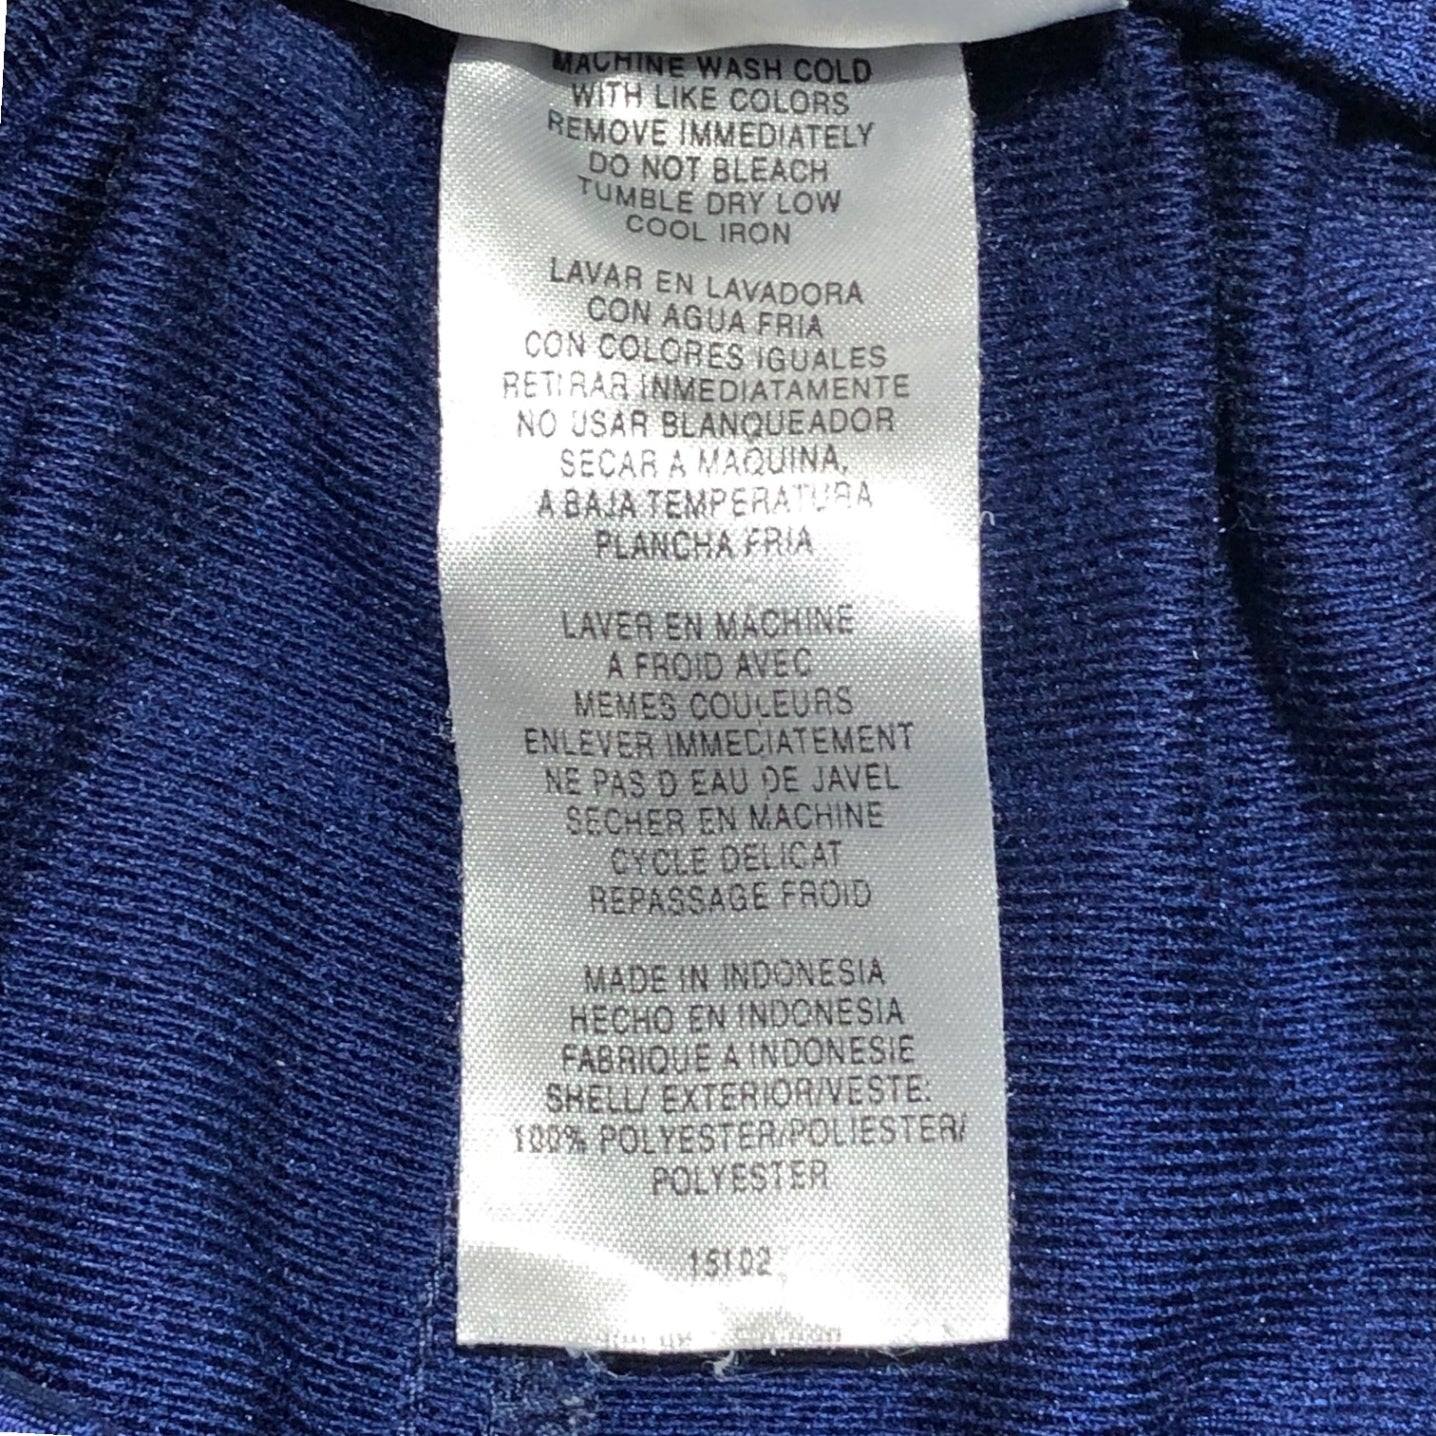 MACHINE WASH COLD
WITH LIKE COLORS
REMOVE IMMEDIATELY
DO NOT BLEACH
TUMBLE DRY LOW
COOL IRON
LAVAR EN LAVADORA
CON AGUA FRIA
CON COLORES IGUALES
RETIRAR INMEDIATAMENTE
NO USAR BLANQUEADOR
SECAR A MAQUINA,
A BAJA TEMPERATURA
PLANCHA FRIA
LAVER EN MACHINE
A FROID AVEC
MEMES COULEURS
ENLEVER IMMEDIATEMENT
NE PAS D EAU DE JAVEL
SECHER EN MACHINE
CYCLE DELICAT
REPASSAGE FROID
MADE IN INDONESIA
HECHO EN INDONESIA
FABRIQUE A INDONESIE
SHELL/ EXTERIOR/VESTE:
100% POLYESTER/POLIESTER/
POLYESTER
15102